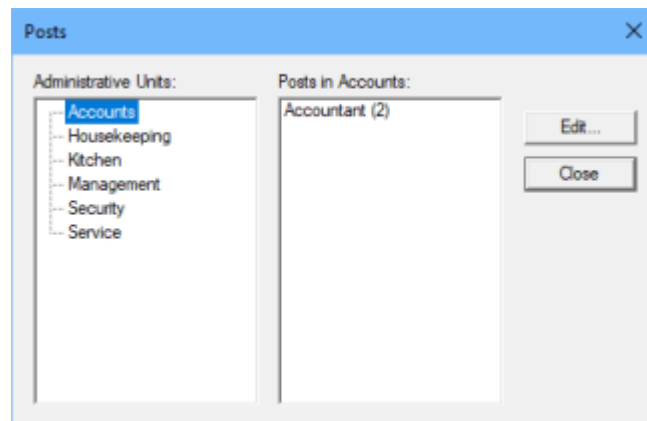 Posts
Administrative Units:
Accounts
Housekeeping
Kitchen
Management
Security
Service
Posts in Accounts:
Accountant (2)
Edit...
Close